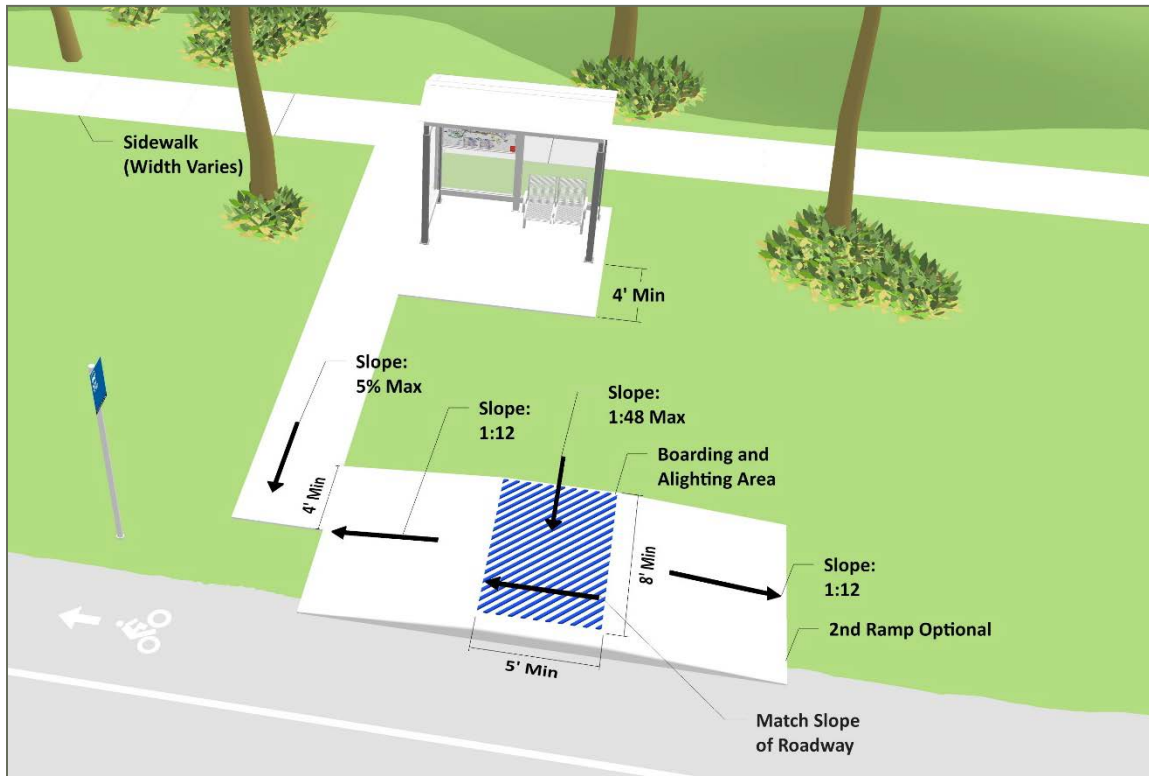 Sidewalk
(Width Varies)
4' Min
Slope:
5% Max
Slope:
1:12
Slope:
1:48 Max
Boarding and
Alighting Area
4' Min
8' Min
Slope:
1:12
2nd Ramp Optional
5' Min
Match Slope
of Roadway